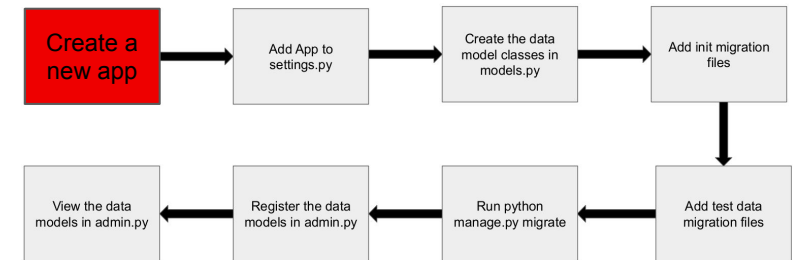 Create a
new app
Add App to
settings.py
Create the data
model classes in
models.py
Add init migration
files
Add test data
migration files
Run python
manage.py migrate
Register the data
models in admin.py
View the data
models in admin.py